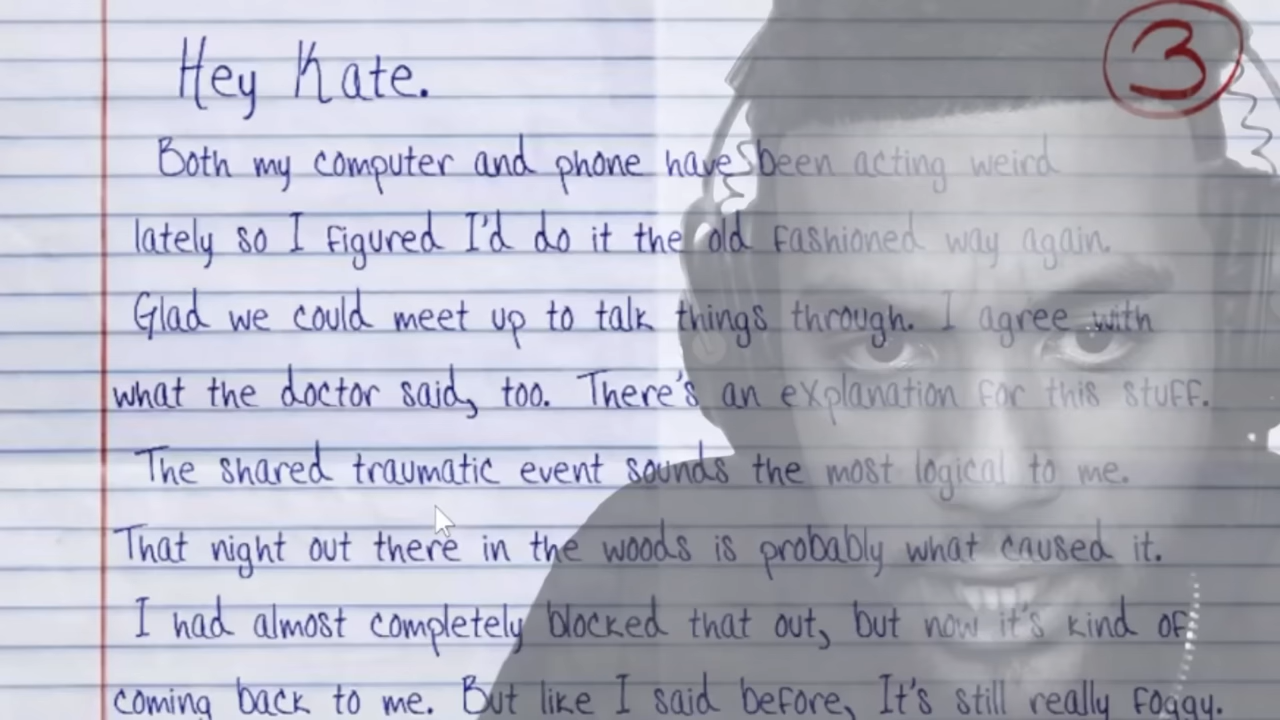 3
Hey Kate.
Both my computer and phone have been acting weird
lately so I figured I'd do it the old fashioned way again.
Glad we could meet up to talk things through. I agree with
what the doctor said, too. There's an explanation for this stuff.
The shared traumatic event sounds the most logical to me.
That night out there in the woods is probably what caused it.
I had almost completely blocked that out, but now it's kind of
coming back to me. But like I said before, It's still really foggy.